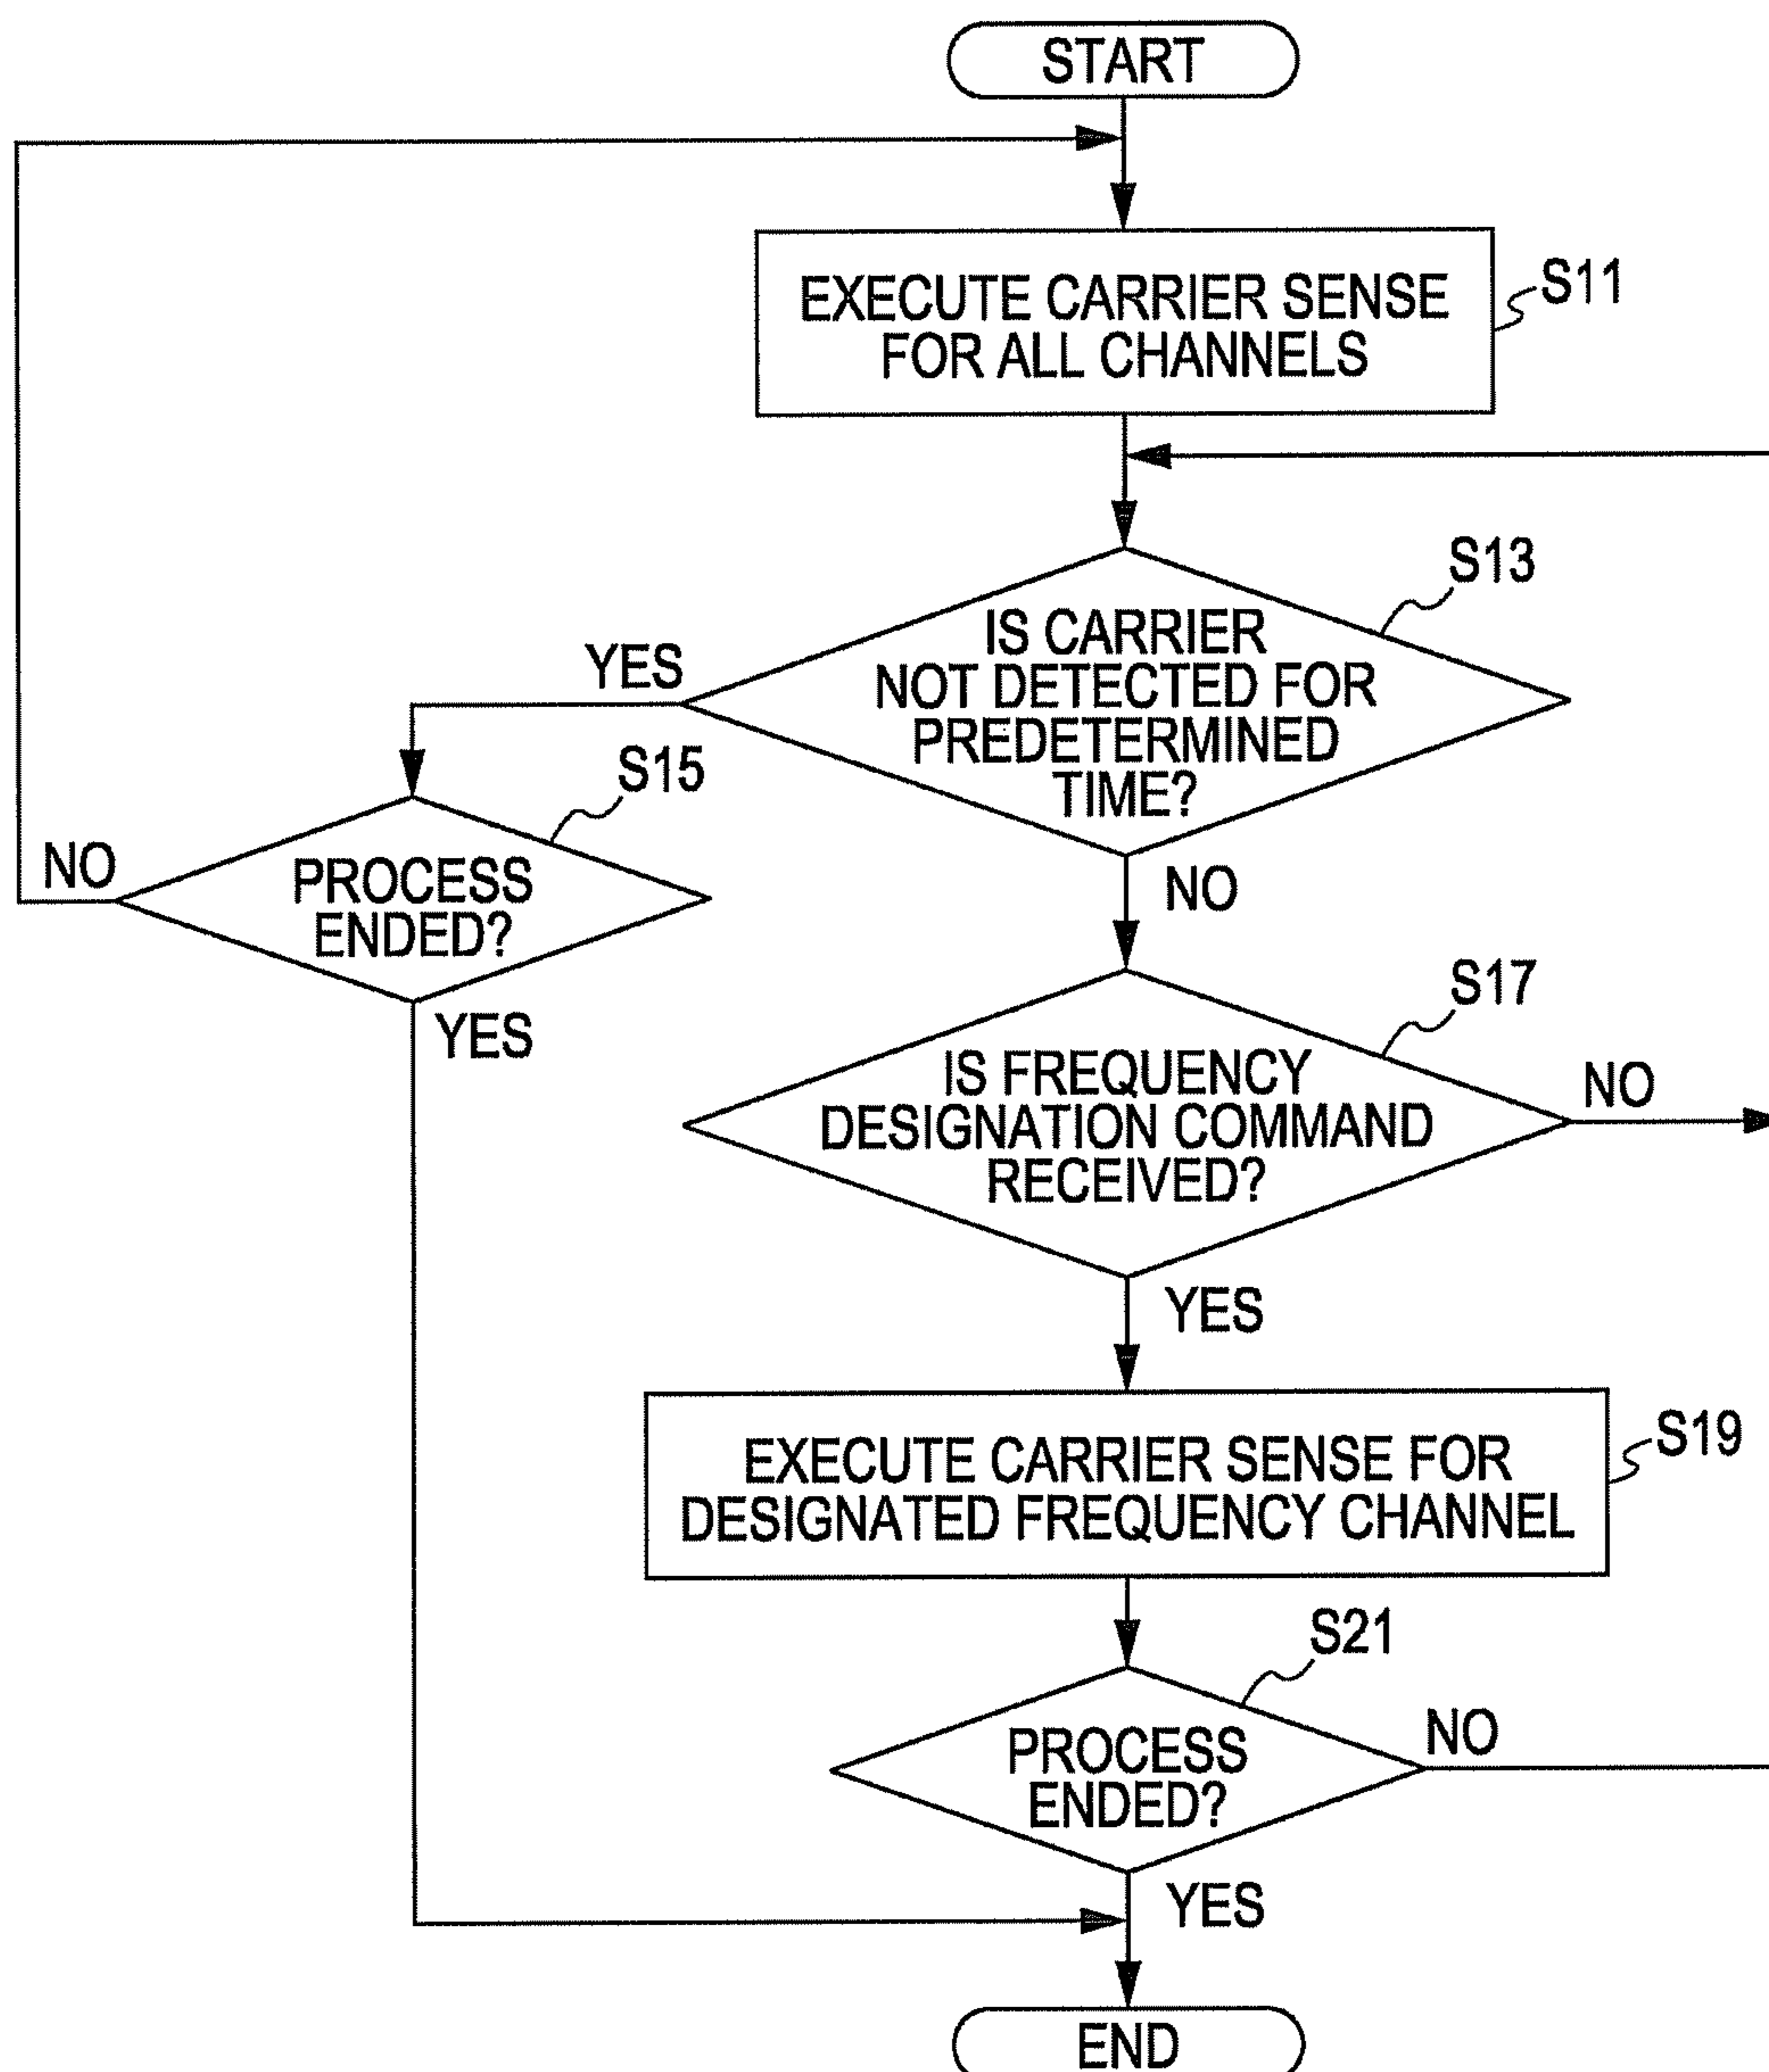 START
EXECUTE CARRIER SENSE
FOR ALL CHANNELS
S11
S13
IS CARRIER
NOT DETECTED FOR
PREDETERMINED
TIME?
YES
NO
S15
PROCESS
ENDED?
NO
YES
S17
IS FREQUENCY
DESIGNATION COMMAND
RECEIVED?
NO
YES
EXECUTE CARRIER SENSE FOR
DESIGNATED FREQUENCY CHANNEL
S19
S21
PROCESS
ENDED?
NO
YES
END